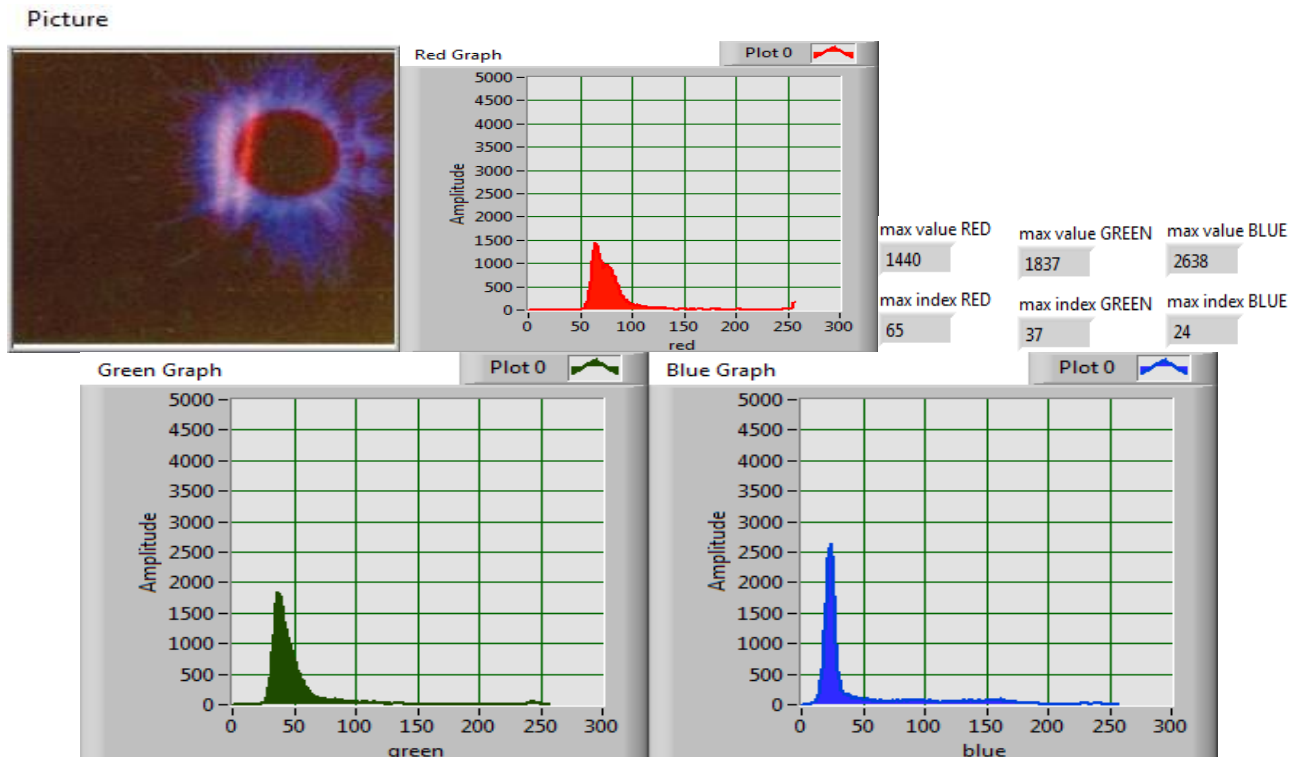 Picture
Red Graph
Plot 0
5000
4500
4000
3500
3000
2500
2000
1500
1000
500
0
Amplitude
0 50 100 150 200 250 300
red
max value RED
1440
max value GREEN
1837
max value BLUE
2638
max index RED
65
max index GREEN
37
max index BLUE
24
Green Graph
Plot 0
5000
4500
4000
3500
3000
2500
2000
1500
1000
500
0
Amplitude
0 50 100 150 200 250 300
green
Blue Graph
Plot 0
5000
4500
4000
3500
3000
2500
2000
1500
1000
500
0
Amplitude
0 50 100 150 200 250 300
blue